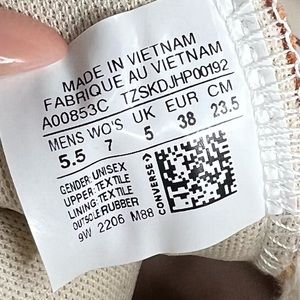 MADE IN VIETNAM
FABRIQUE AU VIETNAM
A00853C TZSKDJHP00192
MENS WO'S UK EUR CM
5.5 7 5 38 23.5
GENDER: UNISEX
UPPER: TEXTILE
LINING: TEXTILE
OUTSOLE: RUBBER
9W 2206 M88
CONVERSE